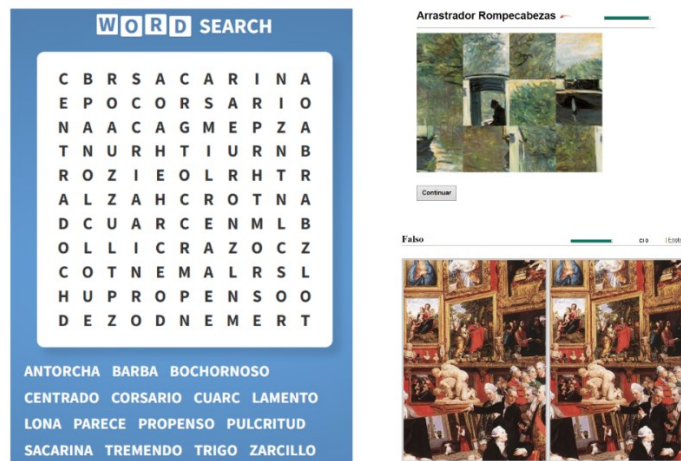 WORD SEARCH
C B R S A C A R I N A
E P O C O R S A R I O
N A A C A G M E P Z A
T N U R H T I U R N B
R O Z I E O L R H T R
A L Z A H C R O T N A
D C U A R C E N M L B
O L L I C R A Z O C Z
C O T N E M A L R S L
H U P R O P E N S O O
D E Z O D N E M E R T
ANTORCHA BARBA BOCHORNOSO
CENTRADO CORSARIO CUARC LAMENTO
LONA PARECE PROPENSO PULCRITUD
SACARINA TREMENDO TRIGO ZARCILLO
Arrastrador Rompecabezas
Continuar
Falso